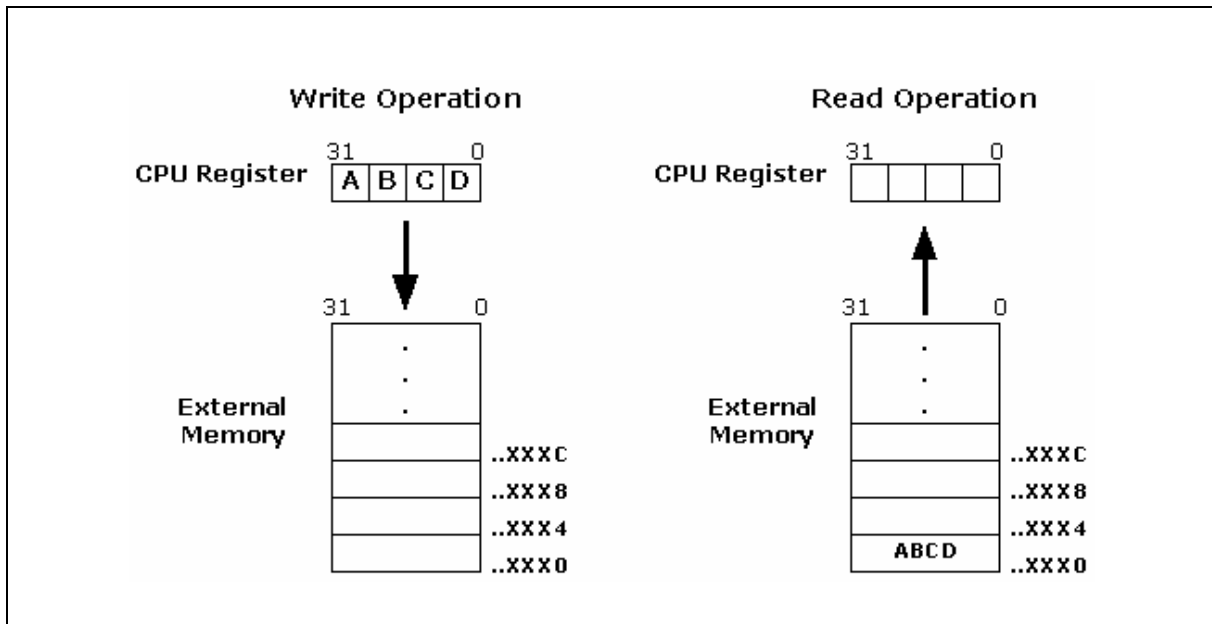 Write Operation
31 0
CPU Register A B C D
31 0
.
.
.
External
Memory
..XXXC
..XXX8
..XXX4
..XXX0
Read Operation
31 0
CPU Register
31 0
.
.
.
External
Memory
..XXXC
..XXX8
..XXX4
ABCD
..XXX0